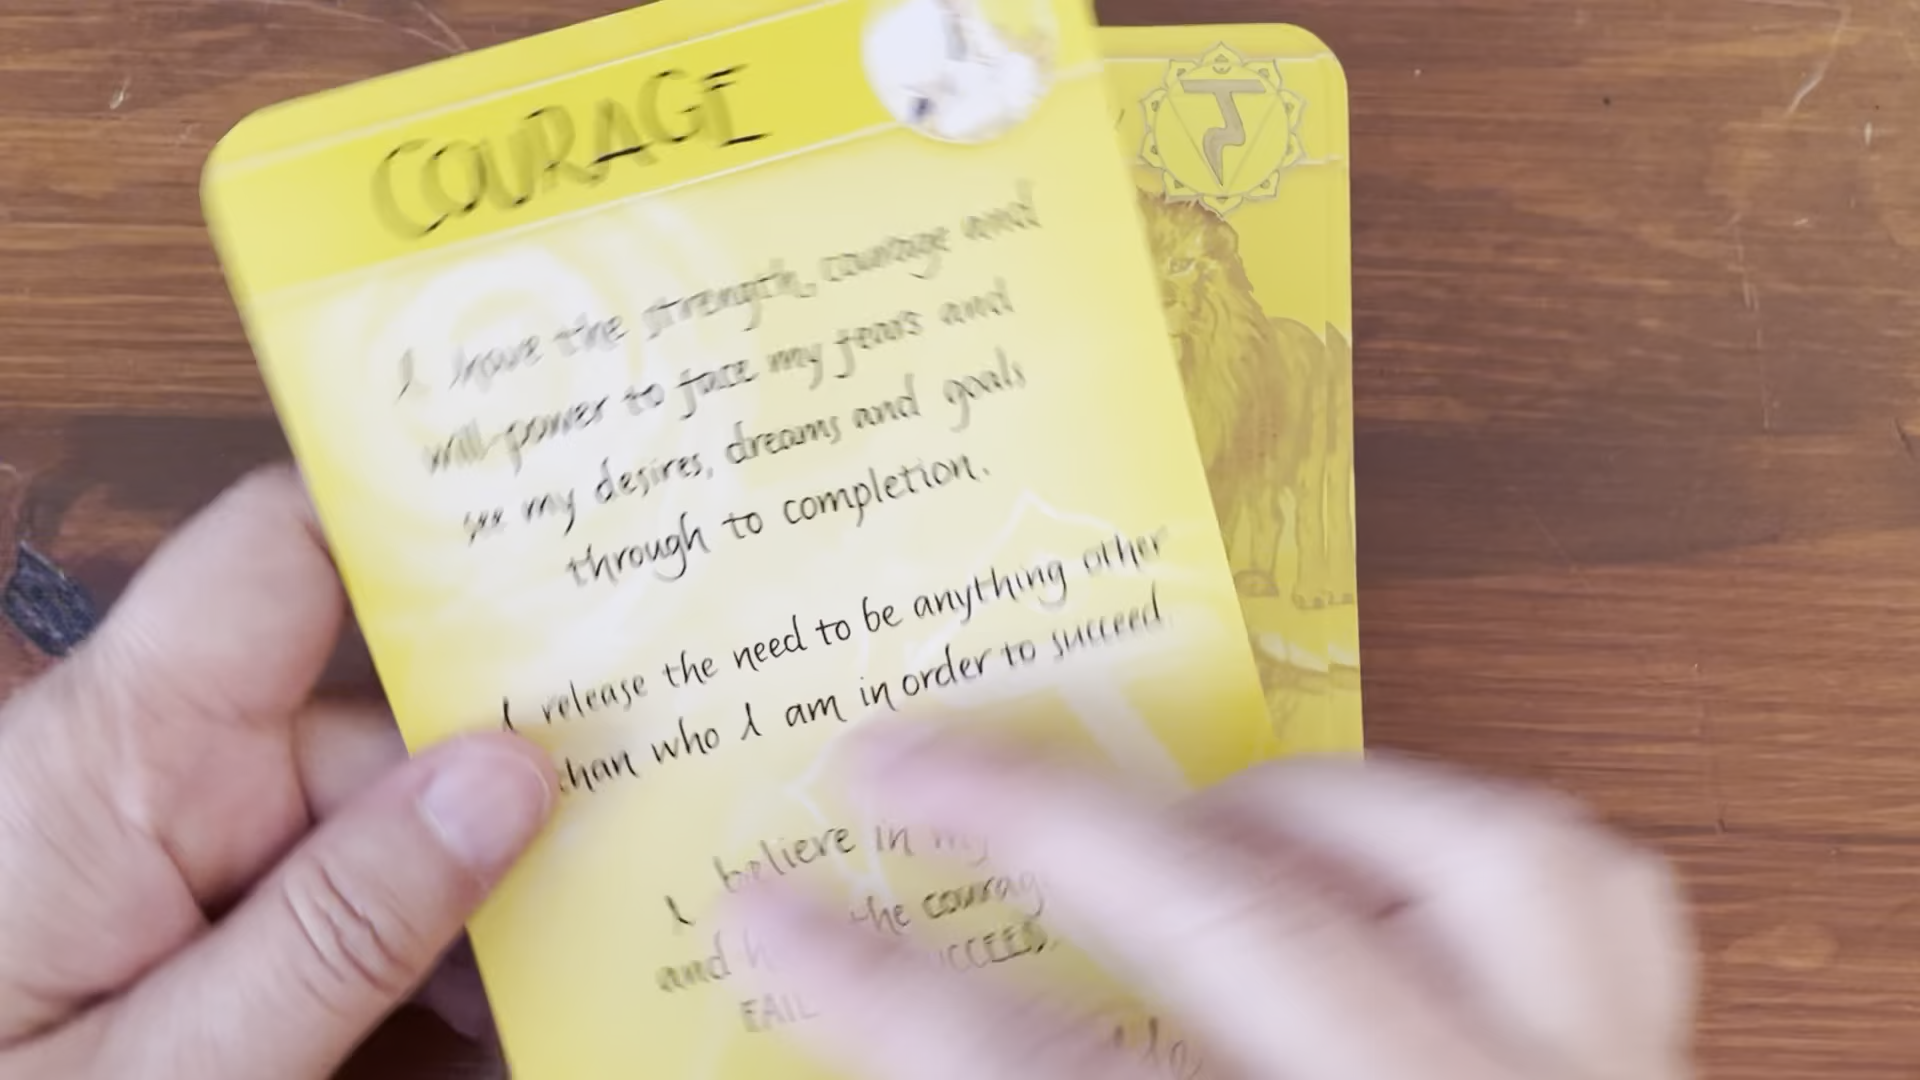 COURAGE
I have the strength, courage and
will-power to face my fears and
see my desires, dreams and goals
through to completion.
I release the need to be anything other
than who I am in order to succeed.
I believe in my
and the courage
EAIL